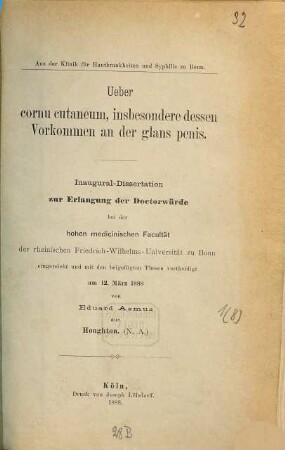 32
Aus der Klinik für Hautkrankheiten und Syphilis zu Bonn.
Ueber
cornu cutaneum, insbesondere dessen
Vorkommen an der glans penis.
Inaugural-Dissertation
zur Erlangung der Doctorwürde
bei der
hohen medicinischen Facultät
der rheinischen Friedrich-Wilhelms-Universität zu Bonn
eingereicht und mit den beigefügten Thesen vertheidigt
am 12. März 1888
von
Eduard Asmus
aus
Houghton. (N. A.)
1(8)
Köln,
Druck von Joseph
1888.
28B